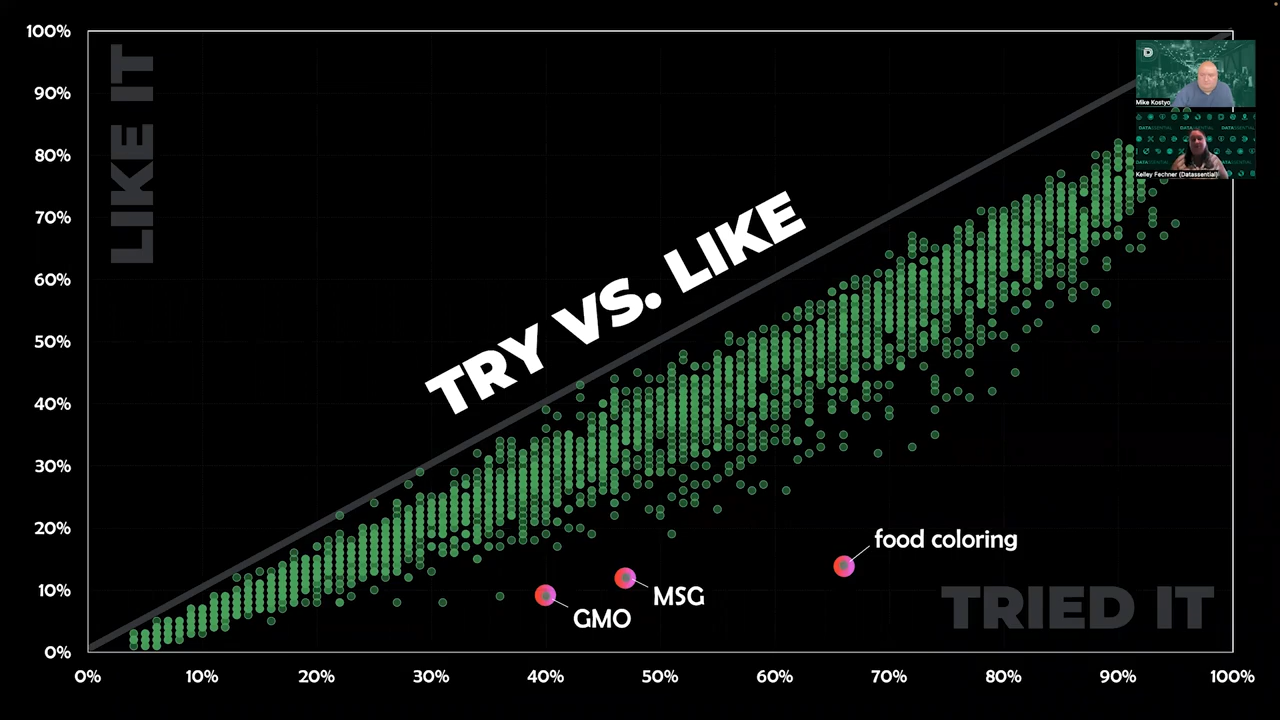 100%
90%
80%
70%
60%
50%
40%
30%
20%
10%
0%
LIKE IT
TRY VS. LIKE
Mike Kostyo
DATASSENTIAL
Kelley Fechner (Datassential)
food coloring
MSG
GMO
TRIED IT
0%
10%
20%
30%
40%
50%
60%
70%
80%
90%
100%